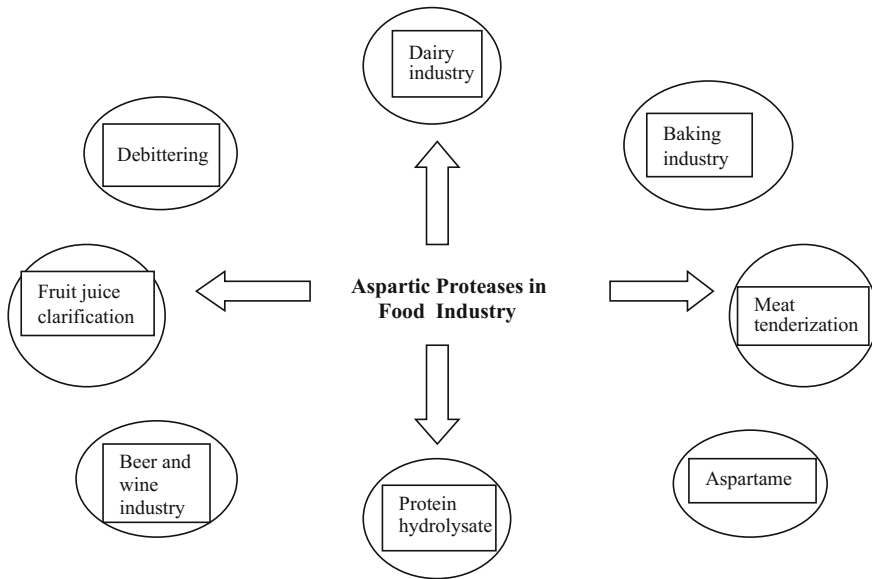 Dairy
industry
Debittering
Baking
industry
Fruit juice
clarification
Aspartic Proteases in
Food Industry
Meat
tenderization
Beer and
wine
industry
Protein
hydrolysate
Aspartame